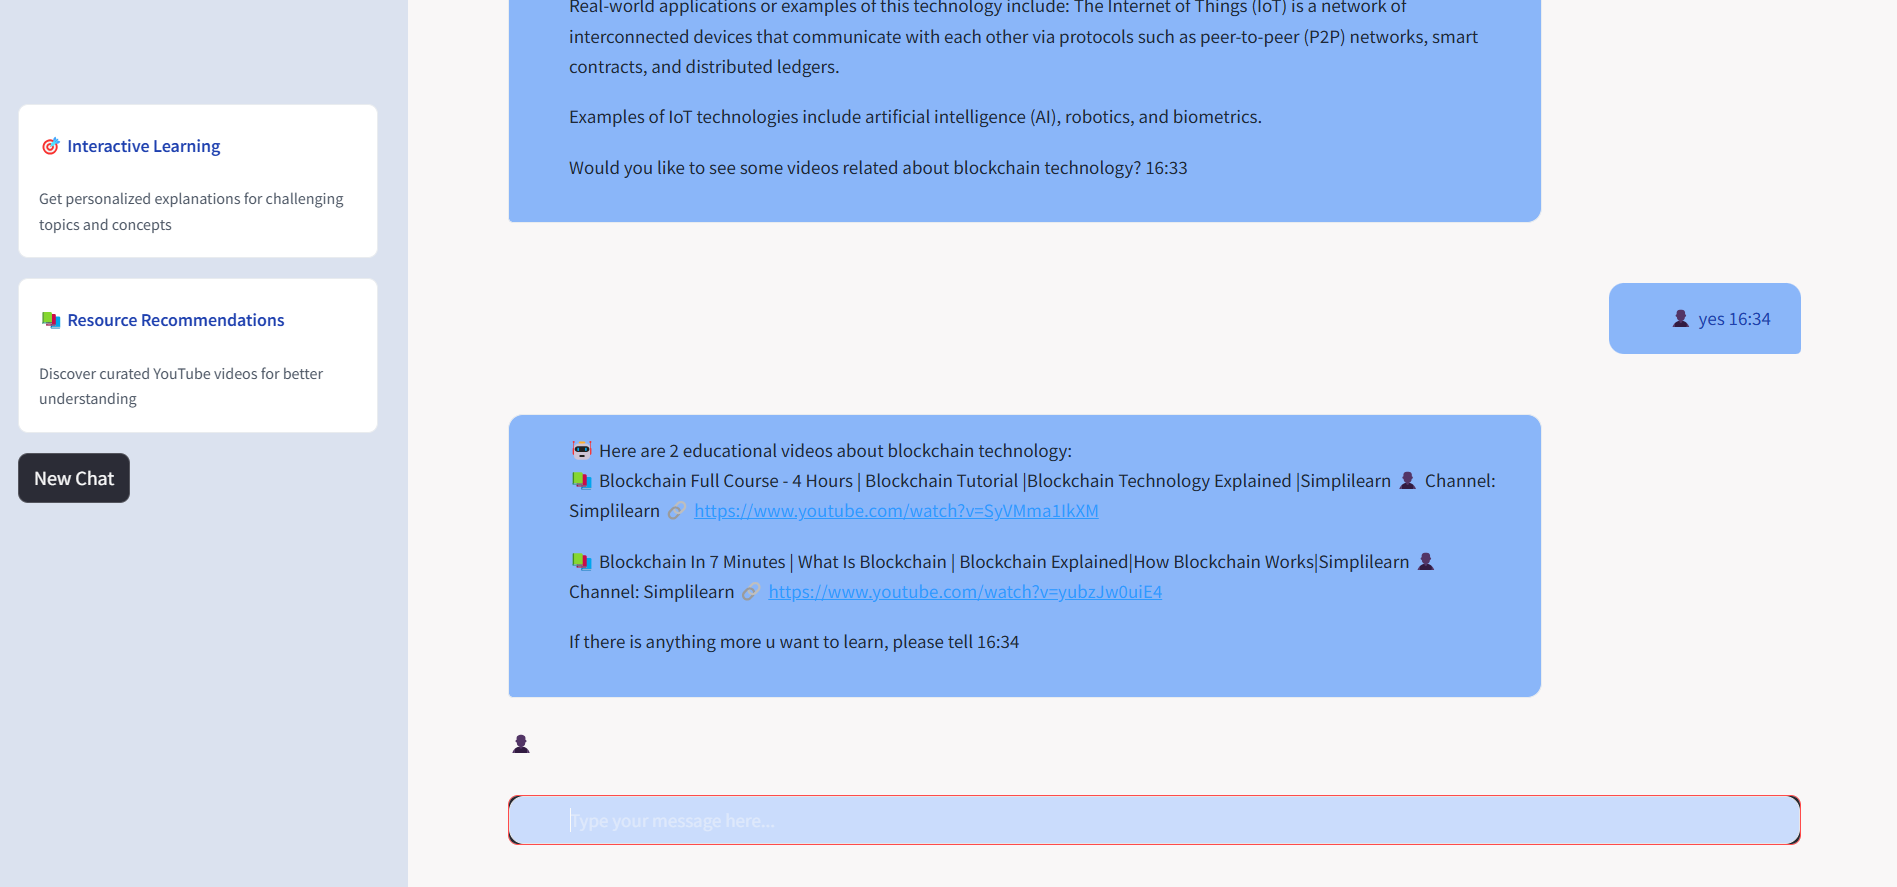 Interactive Learning
Get personalized explanations for challenging
topics and concepts
Resource Recommendations
Discover curated YouTube videos for better
understanding
New Chat
Real-world applications or examples of this technology include: The Internet of Things (IoT) is a network of
interconnected devices that communicate with each other via protocols such as peer-to-peer (P2P) networks, smart
contracts, and distributed ledgers.
Examples of IoT technologies include artificial intelligence (AI), robotics, and biometrics.
Would you like to see some videos related about blockchain technology? 16:33
yes 16:34
Here are 2 educational videos about blockchain technology:
Blockchain Full Course - 4 Hours | Blockchain Tutorial |Blockchain Technology Explained |Simplilearn Channel:
Simplilearn https://www.youtube.com/watch?v=SyVMma1IkXM
Blockchain In 7 Minutes | What Is Blockchain | Blockchain Explained|How Blockchain Works|Simplilearn
Channel: Simplilearn https://www.youtube.com/watch?v=yubzJw0uiE4
If there is anything more u want to learn, please tell 16:34
Type your message here...